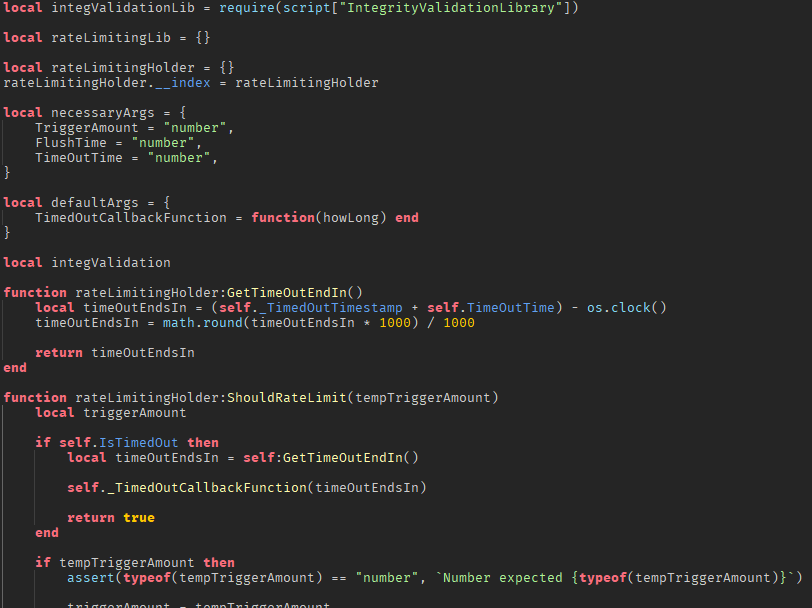 local integValidationLib = require(script["IntegrityValidationLibrary"])
local rateLimitingLib = {}
local rateLimitingHolder = {}
rateLimitingHolder.__index = rateLimitingHolder
local necessaryArgs = {
    TriggerAmount = "number",
    FlushTime = "number",
    TimeOutTime = "number",
}
local defaultArgs = {
    TimedOutCallbackFunction = function(howLong) end
}
local integValidation
function rateLimitingHolder:GetTimeOutEndIn()
    local timeOutEndsIn = (self._TimedOutTimestamp + self.TimeOutTime) - os.clock()
    timeOutEndsIn = math.round(timeOutEndsIn * 1000) / 1000
    return timeOutEndsIn
end
function rateLimitingHolder:ShouldRateLimit(tempTriggerAmount)
    local triggerAmount
    if self.IsTimedOut then
        local timeOutEndsIn = self:GetTimeOutEndIn()
        self._TimedOutCallbackFunction(timeOutEndsIn)
        return true
    end
    if tempTriggerAmount then
        assert(typeof(tempTriggerAmount) == "number", `Number expected {typeof(tempTriggerAmount)}`)
        triggerAmount = tempTriggerAmount